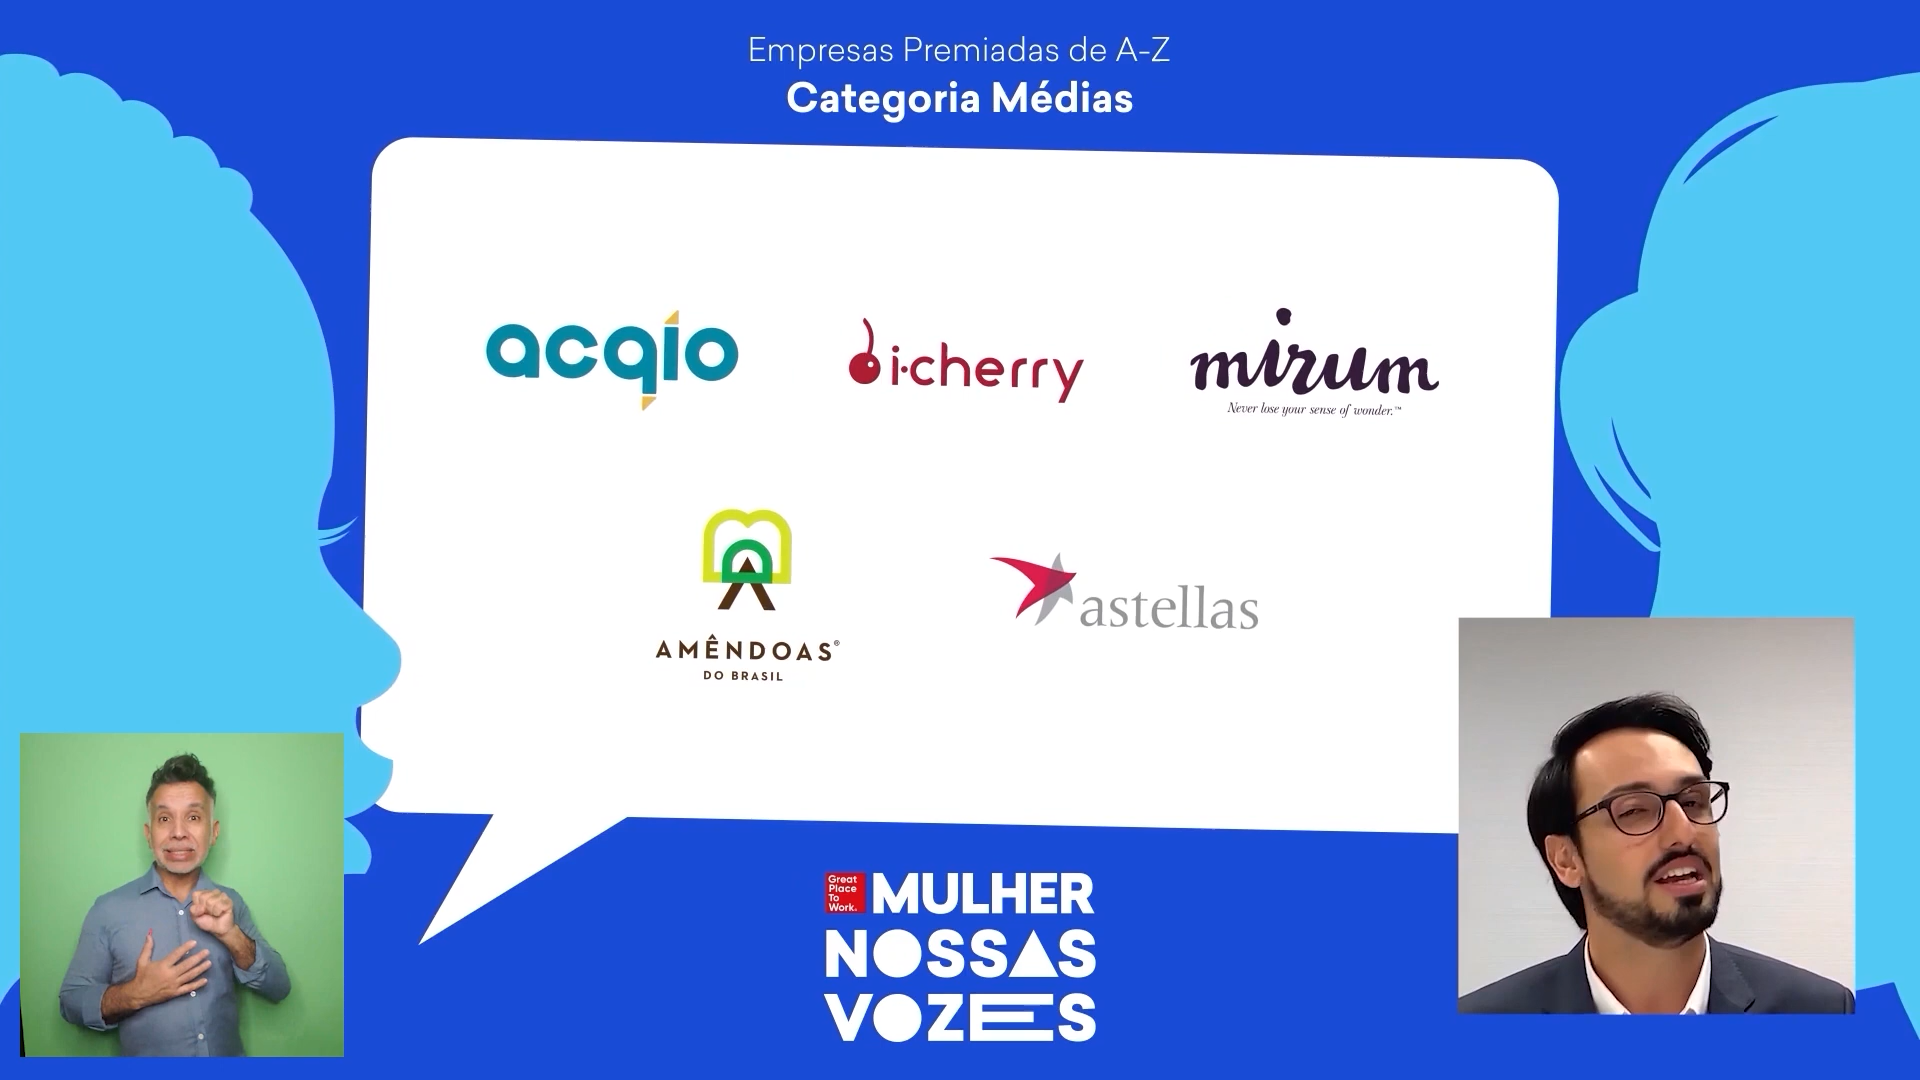 Empresas Premiadas de A-Z
Categoria Médias
acqio
i-cherry
mirum
Never lose your sense of wonder.™
AMÊNDOAS®
DO BRASIL
astellas
Great
Place
To
Work.
MULHER
NOSSAS
VOZES